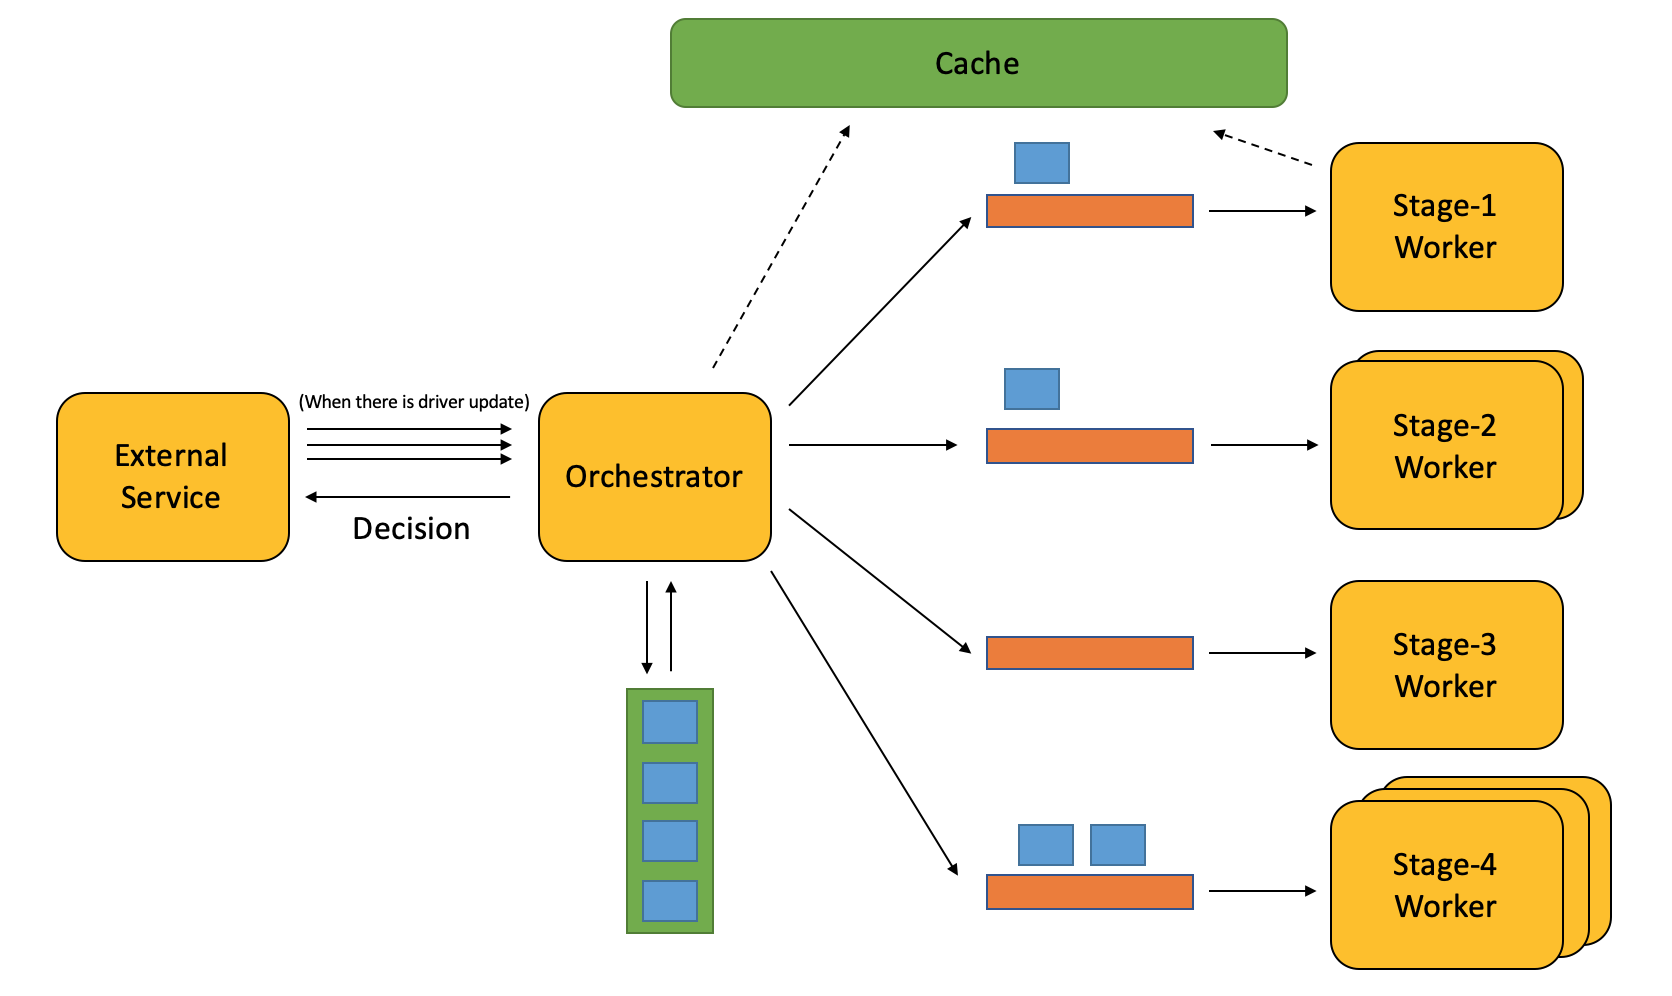 Cache
Stage-1
Worker
(When there is driver update)
External
Service
Orchestrator
Decision
Stage-2
Worker
Stage-3
Worker
Stage-4
Worker